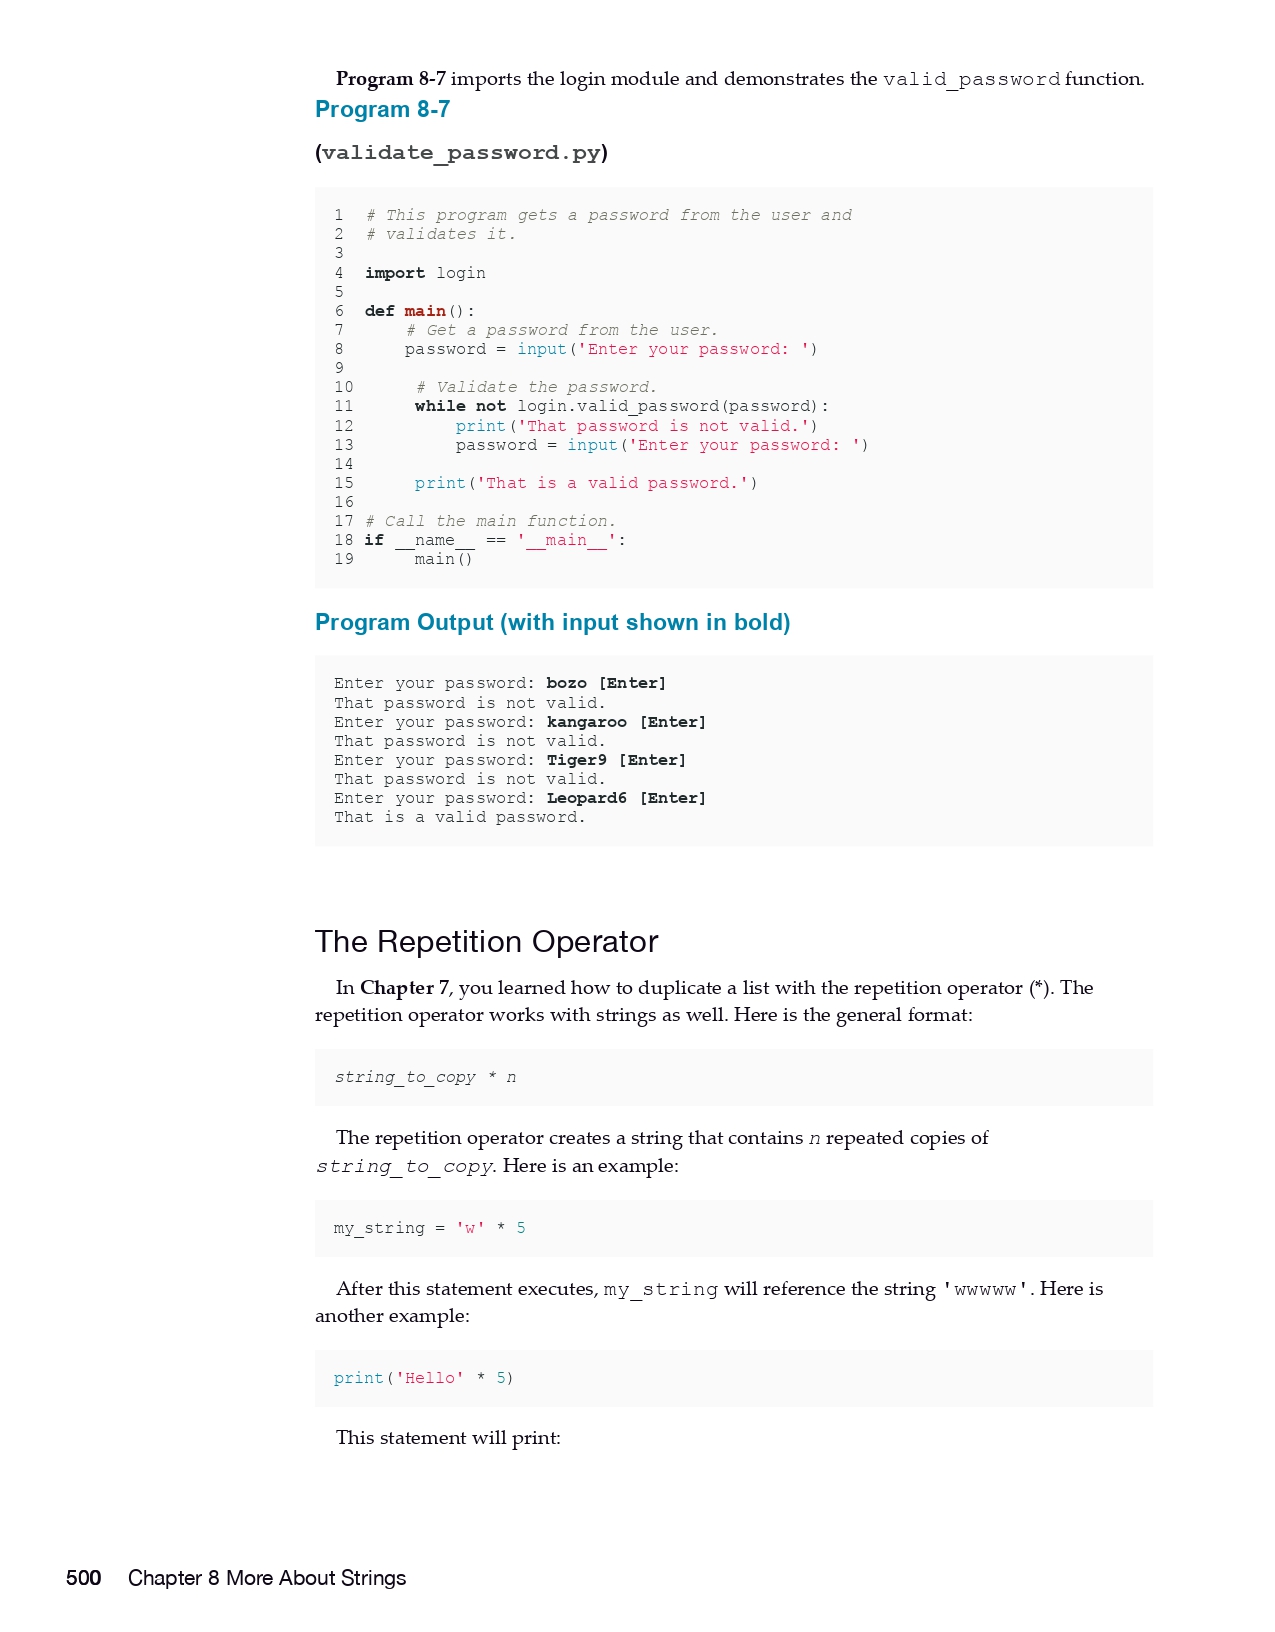 Program 8-7 imports the login module and demonstrates the valid_password function.
Program 8-7
(validate_password.py)
1  # This program gets a password from the user and
2  # validates it.
3
4  import login
5
6  def main():
7      # Get a password from the user.
8      password = input('Enter your password: ')
9
10      # Validate the password.
11      while not login.valid_password(password):
12          print('That password is not valid.')
13          password = input('Enter your password: ')
14
15      print('That is a valid password.')
16
17 # Call the main function.
18 if __name__ == '__main__':
19      main()
Program Output (with input shown in bold)
Enter your password: bozo [Enter]
That password is not valid.
Enter your password: kangaroo [Enter]
That password is not valid.
Enter your password: Tiger9 [Enter]
That password is not valid.
Enter your password: Leopard6 [Enter]
That is a valid password.
The Repetition Operator
In Chapter 7, you learned how to duplicate a list with the repetition operator (*). The
repetition operator works with strings as well. Here is the general format:
string_to_copy * n
The repetition operator creates a string that contains n repeated copies of
string_to_copy. Here is an example:
my_string = 'w' * 5
After this statement executes, my_string will reference the string 'wwwww'. Here is
another example:
print('Hello' * 5)
This statement will print:
500 Chapter 8 More About Strings